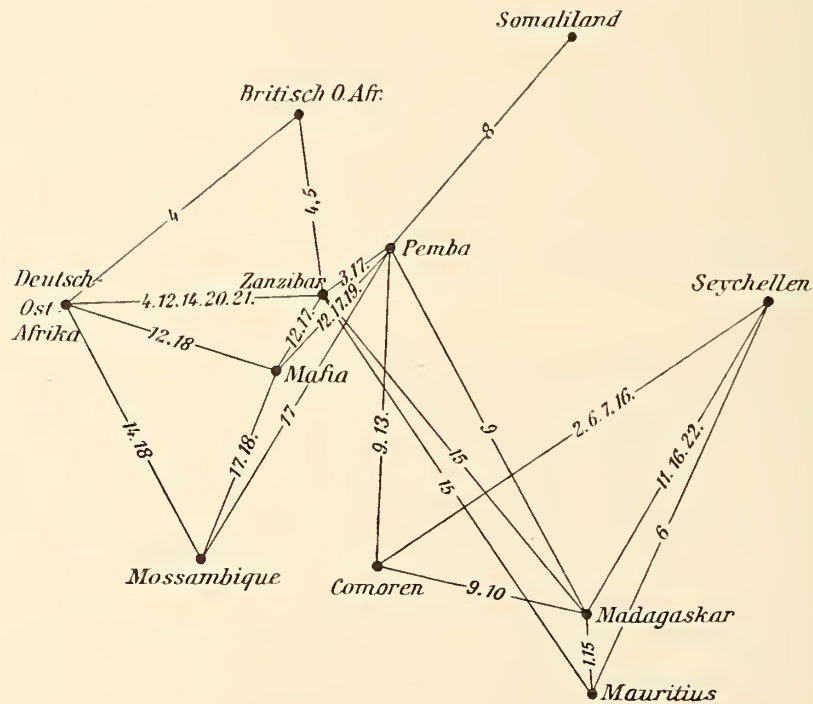 Somaliland
Britisch O.Afr.
8
4
4,5
Pemba
Zanzibar
3.17.
Deutsch-
Ost-
Afrika
4.12.14.20.21.
Seychellen
12.17.
12.17.19.
12.18
Mafia
2.6.7.16.
14.18
17.18.
17
9.13.
9
15
15
11.16.22.
6
Mossambique
Comoren
9.10
Madagaskar
1.15
Mauritius